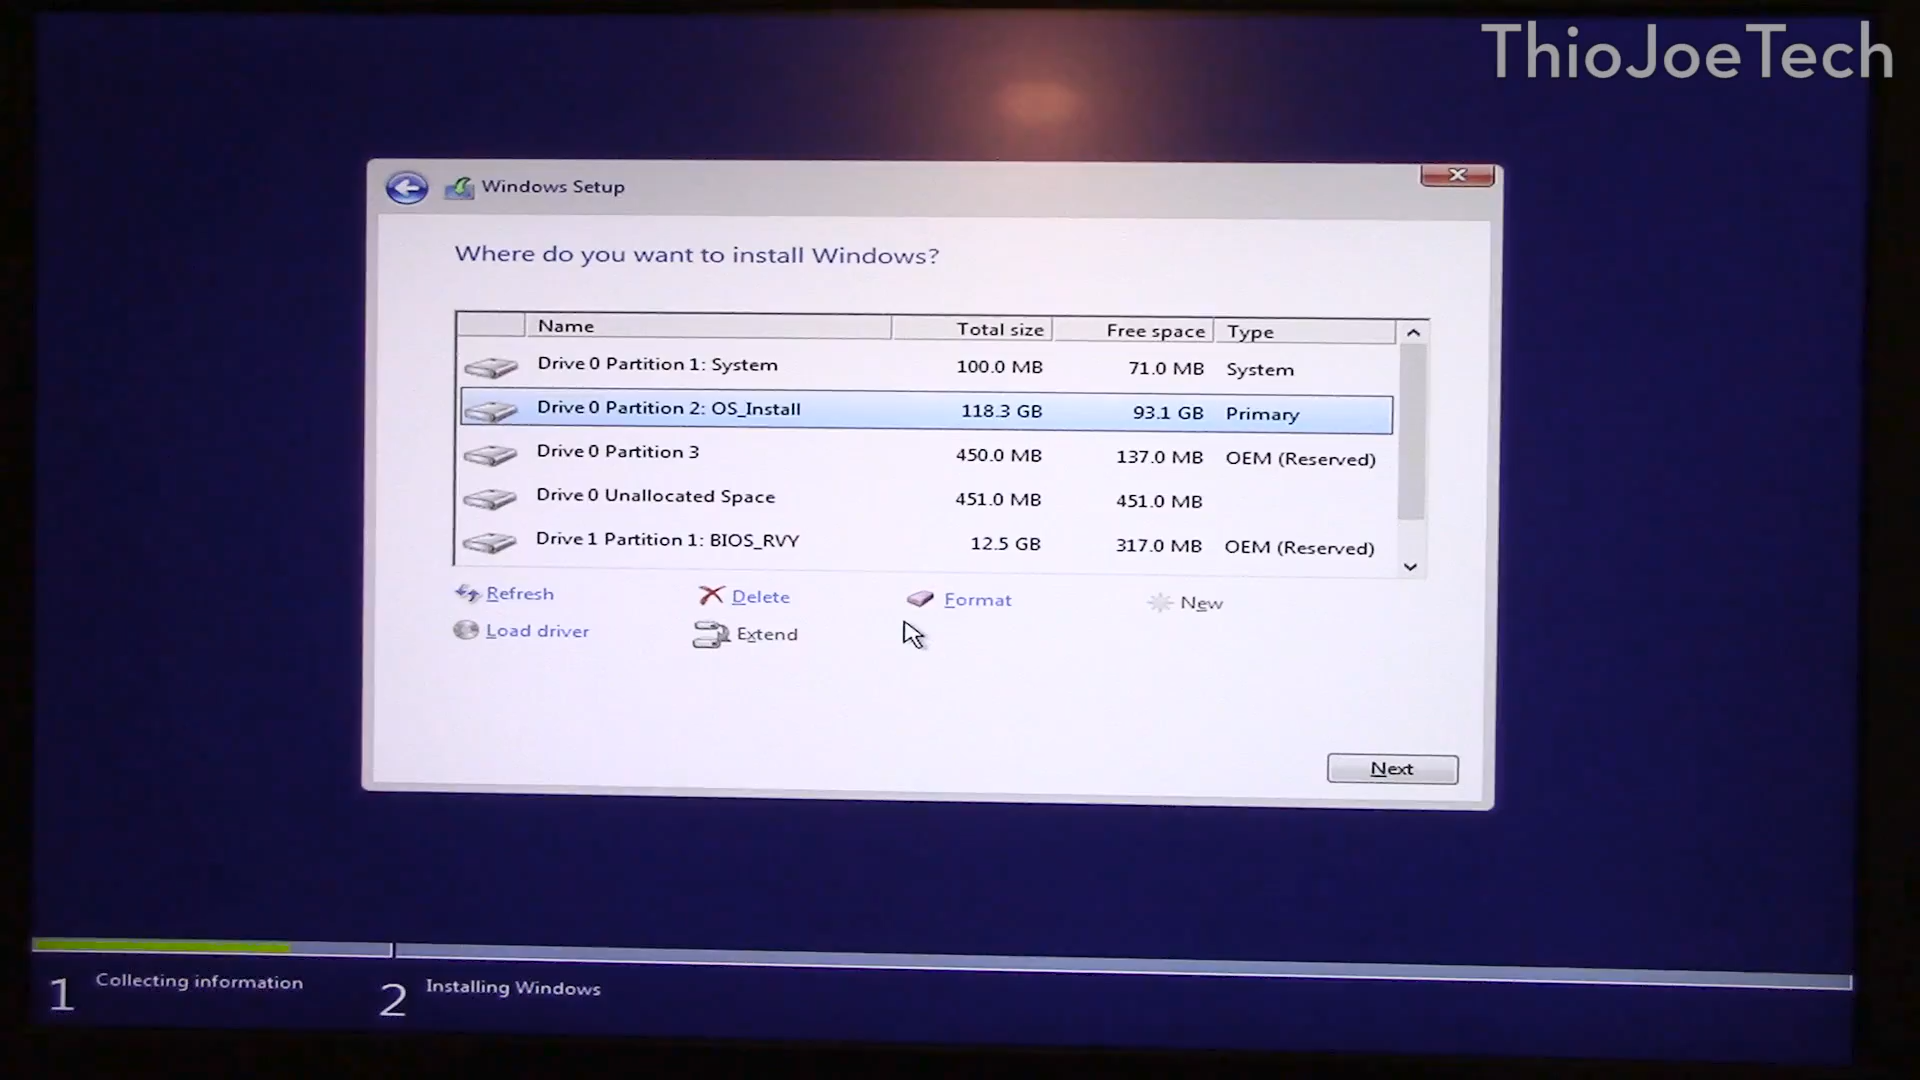 ThioJoeTech
Windows Setup
Where do you want to install Windows?
Name Total size Free space Type
Drive 0 Partition 1: System 100.0 MB 71.0 MB System
Drive 0 Partition 2: OS_Install 118.3 GB 93.1 GB Primary
Drive 0 Partition 3 450.0 MB 137.0 MB OEM (Reserved)
Drive 0 Unallocated Space 451.0 MB 451.0 MB
Drive 1 Partition 1: BIOS_RVY 12.5 GB 317.0 MB OEM (Reserved)
Refresh Delete Format New
Load driver Extend
Next
1 Collecting information 2 Installing Windows